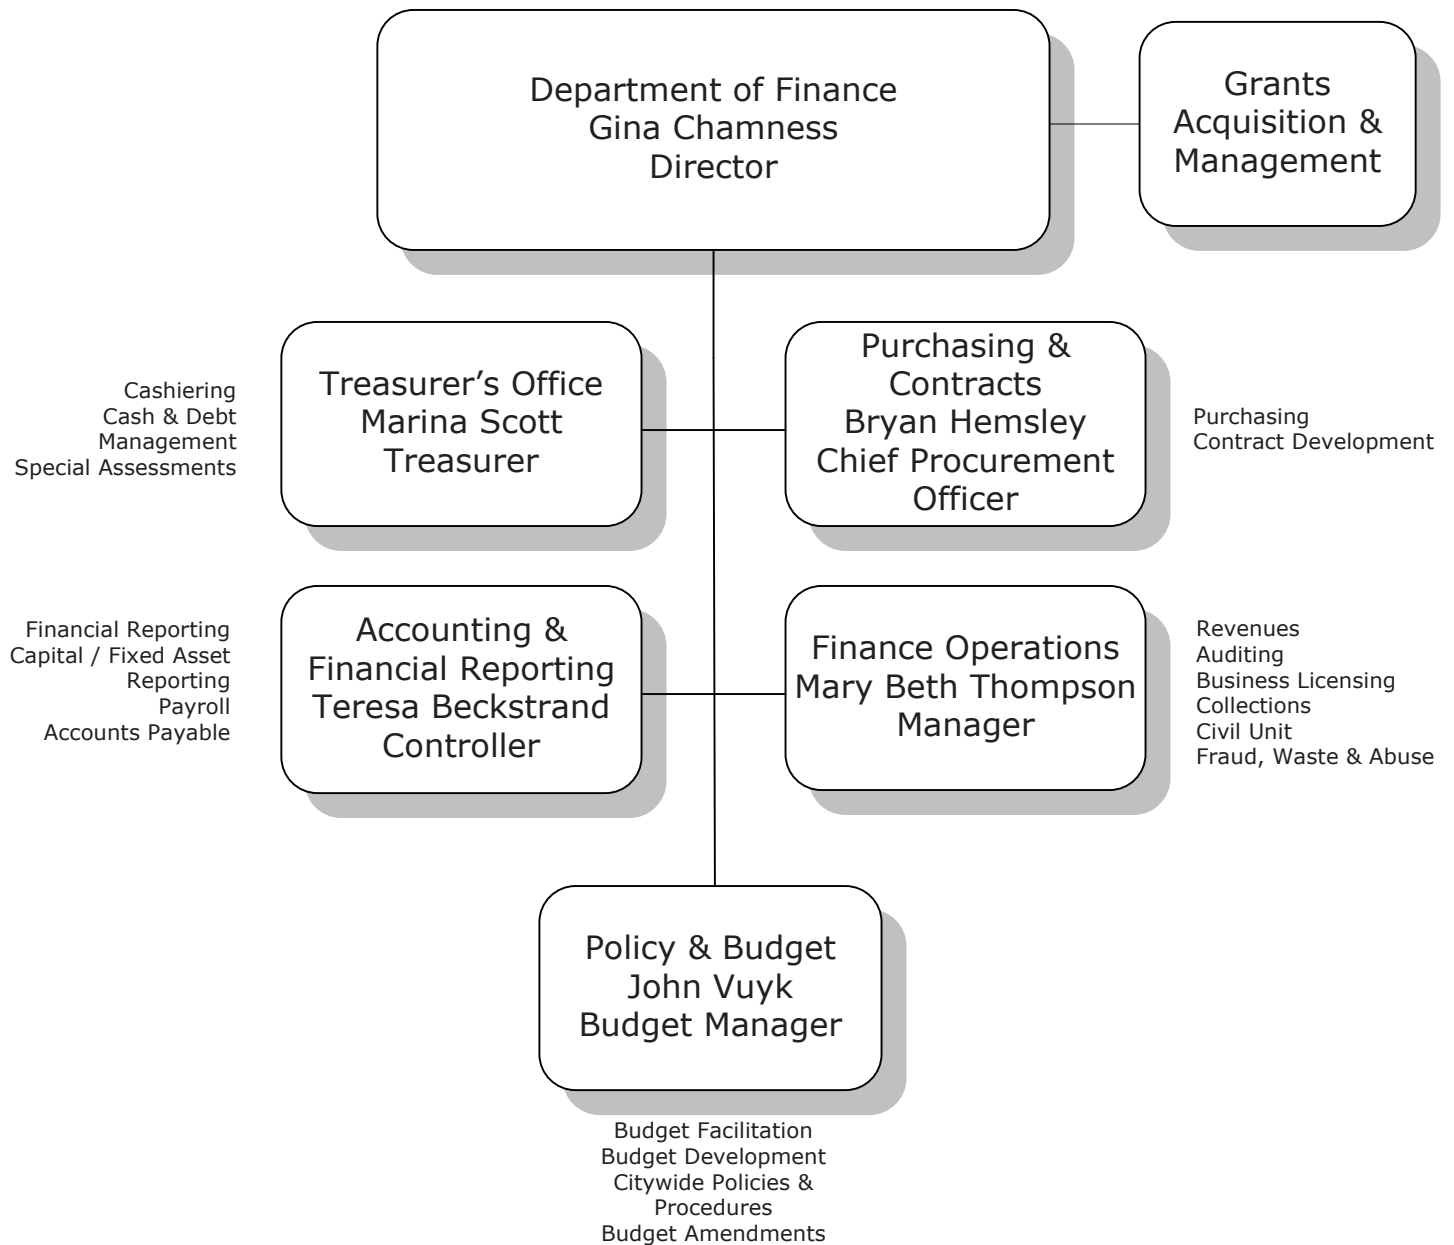 Department of Finance
Gina Chamness
Director
Grants
Acquisition &
Management
Cashiering
Cash & Debt
Management
Special Assessments
Treasurer’s Office
Marina Scott
Treasurer
Purchasing &
Contracts
Bryan Hemsley
Chief Procurement
Officer
Purchasing
Contract Development
Financial Reporting
Capital / Fixed Asset
Reporting
Payroll
Accounts Payable
Accounting &
Financial Reporting
Teresa Beckstrand
Controller
Finance Operations
Mary Beth Thompson
Manager
Revenues
Auditing
Business Licensing
Collections
Civil Unit
Fraud, Waste & Abuse
Policy & Budget
John Vuyk
Budget Manager
Budget Facilitation
Budget Development
Citywide Policies &
Procedures
Budget Amendments